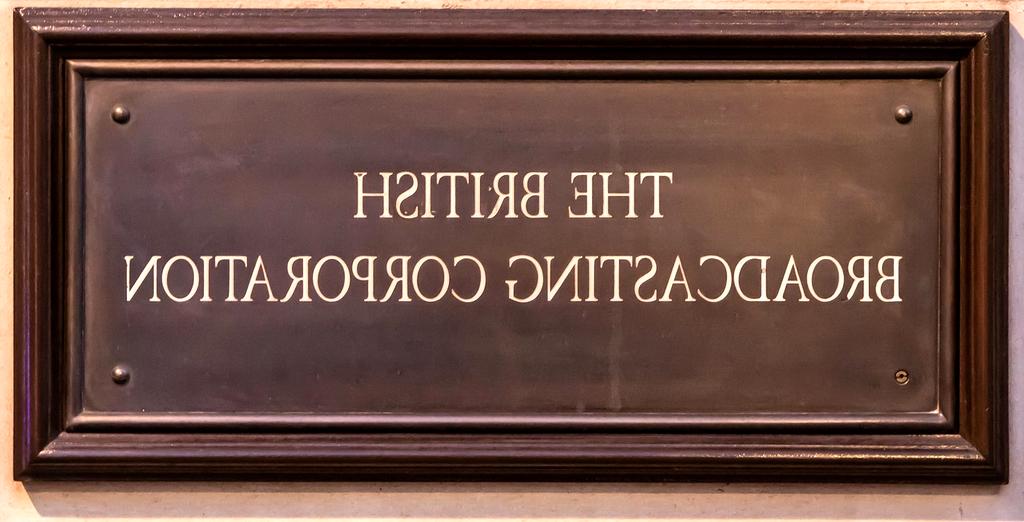 THE BRITISH
BROADCASTING CORPORATION